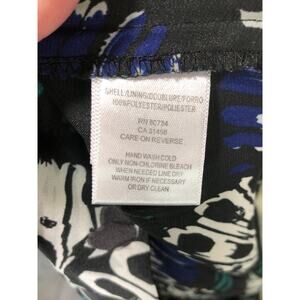 SHELL/LINING/DOUBLURE/FORRO
100%POLYESTER/POLIESTER
RN 80734
CA 31458
CARE ON REVERSE
HAND WASH COLD
ONLY NON-CHLORINE BLEACH
WHEN NEEDED LINE DRY
WARM IRON IF NECESSARY
OR DRY CLEAN